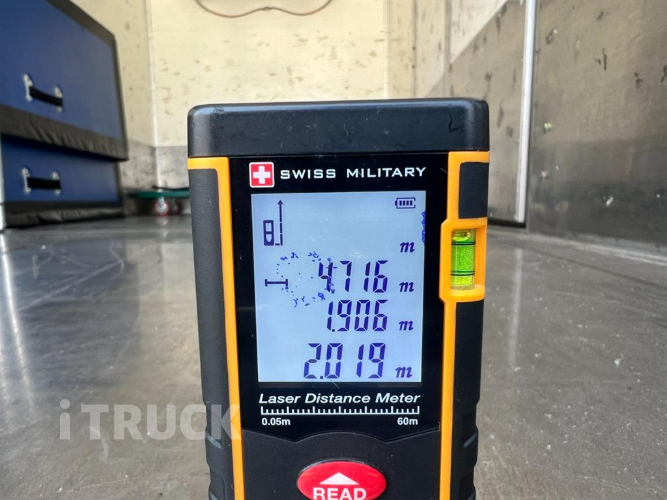 SWISS MILITARY
m
4.716 m
1.906 m
2.019 m
Laser Distance Meter
0.05m 60m
iTRUCK
READ